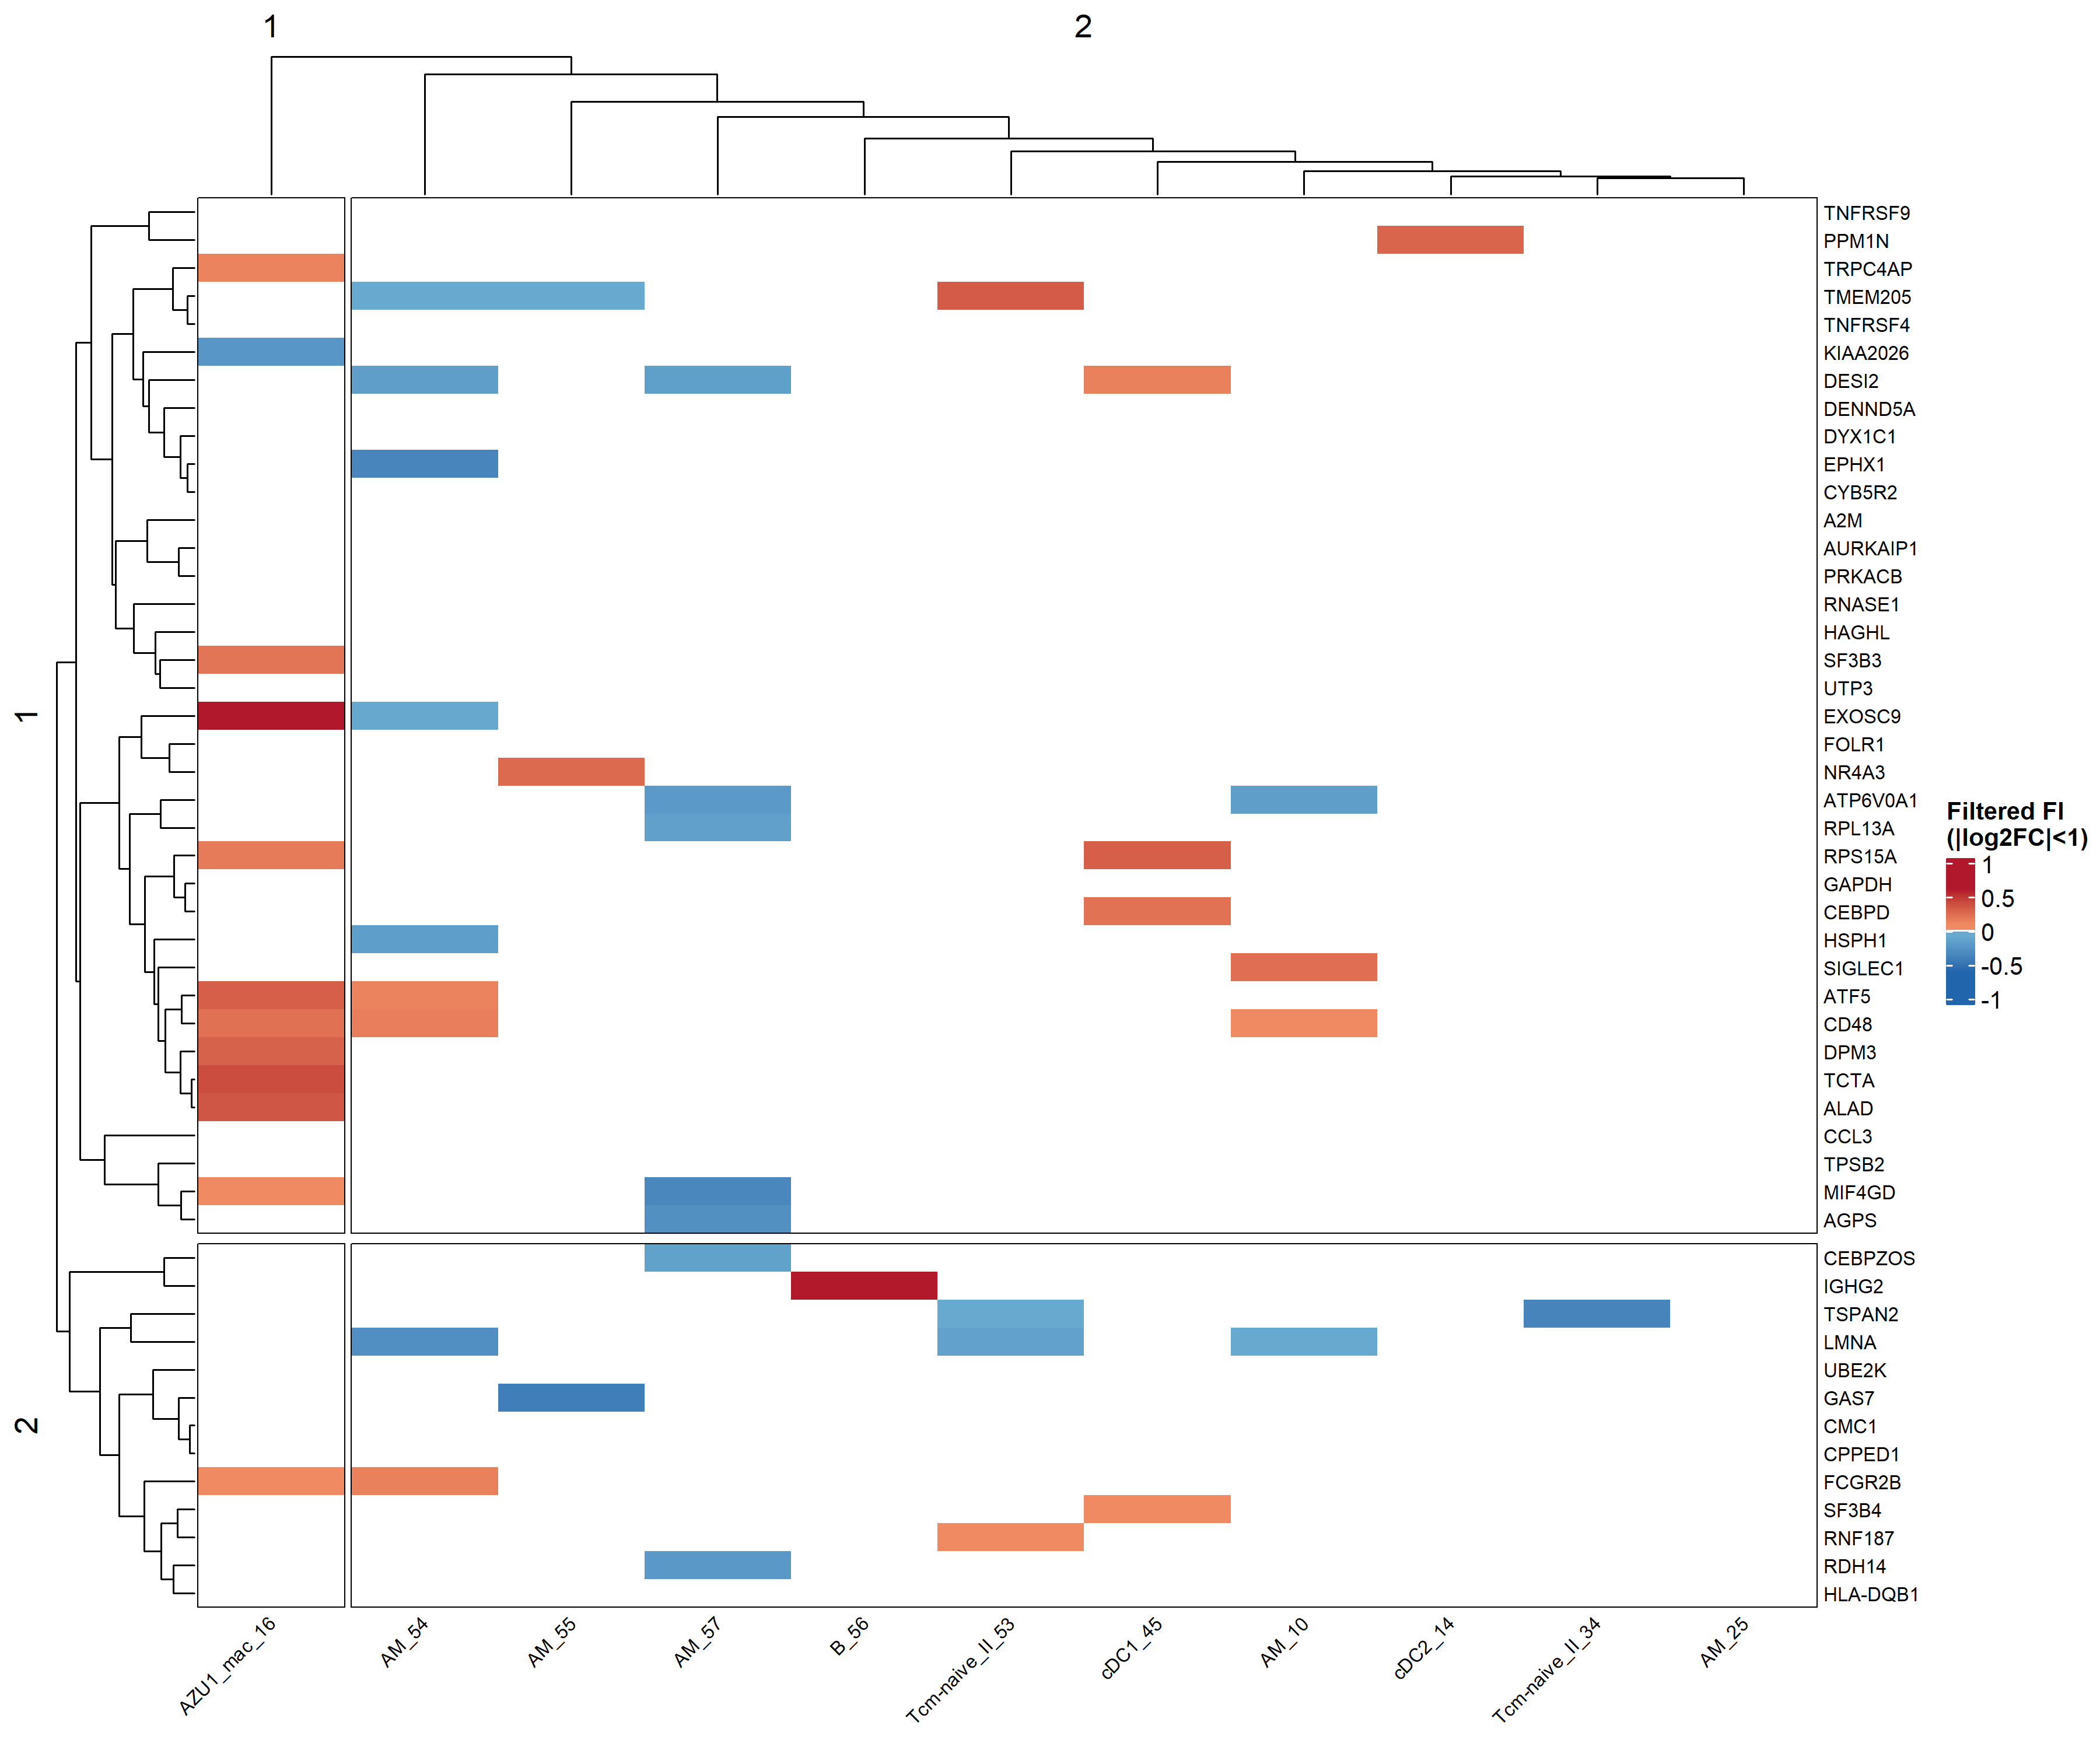 1
2
1
2
TNFRSF9
PPM1N
TRPC4AP
TMEM205
TNFRSF4
KIAA2026
DESI2
DENND5A
DYX1C1
EPHX1
CYB5R2
A2M
AURKAIP1
PRKACB
RNASE1
HAGHL
SF3B3
UTP3
EXOSC9
FOLR1
NR4A3
ATP6V0A1
RPL13A
RPS15A
GAPDH
CEBPD
HSPH1
SIGLEC1
ATF5
CD48
DPM3
TCTA
ALAD
CCL3
TPSB2
MIF4GD
AGPS
CEBPZOS
IGHG2
TSPAN2
LMNA
UBE2K
GAS7
CMC1
CPPED1
FCGR2B
SF3B4
RNF187
RDH14
HLA-DQB1
Filtered FI
(|log2FC|<1)
1
0.5
0
-0.5
-1
AZU1_mac_16
AM_54
AM_55
AM_57
B_56
Tcm-naive_II_53
cDC1_45
AM_10
cDC2_14
Tcm-naive_II_34
AM_25